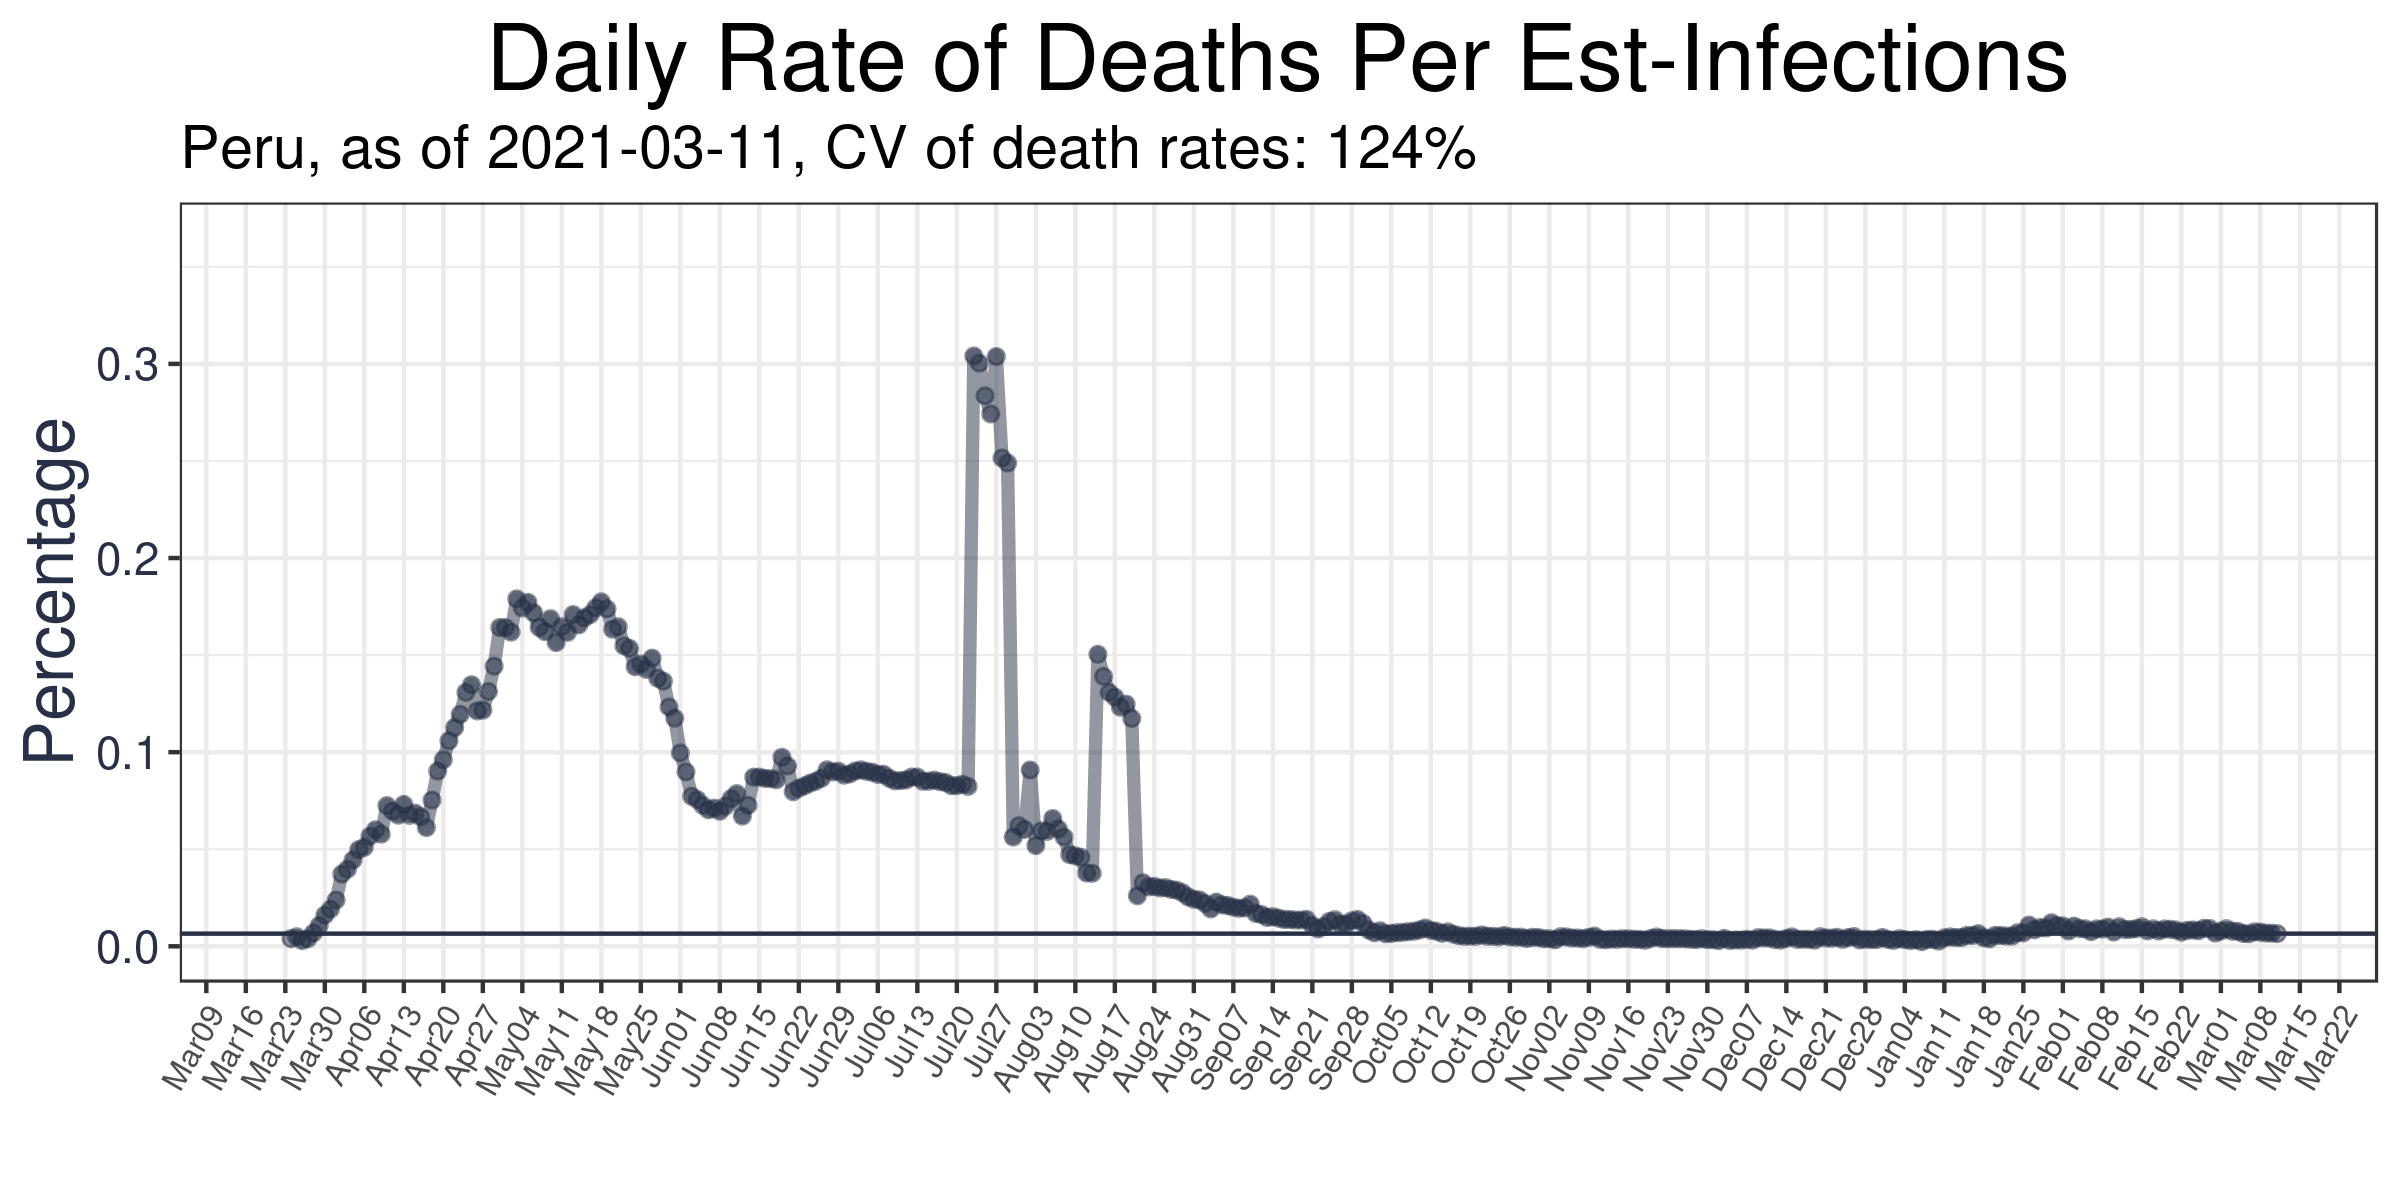 Daily Rate of Deaths Per Est-Infections
Peru, as of 2021-03-11, CV of death rates: 124%
Percentage
0.3
0.2
0.1
0.0
Mar09
Mar16
Mar23
Mar30
Apr06
Apr13
Apr20
Apr27
May04
May11
May18
May25
Jun01
Jun08
Jun15
Jun22
Jun29
Jul06
Jul13
Jul20
Jul27
Aug03
Aug10
Aug17
Aug24
Aug31
Sep07
Sep14
Sep21
Sep28
Oct05
Oct12
Oct19
Oct26
Nov02
Nov09
Nov16
Nov23
Nov30
Dec07
Dec14
Dec21
Dec28
Jan04
Jan11
Jan18
Jan25
Feb01
Feb08
Feb15
Feb22
Mar01
Mar08
Mar15
Mar22